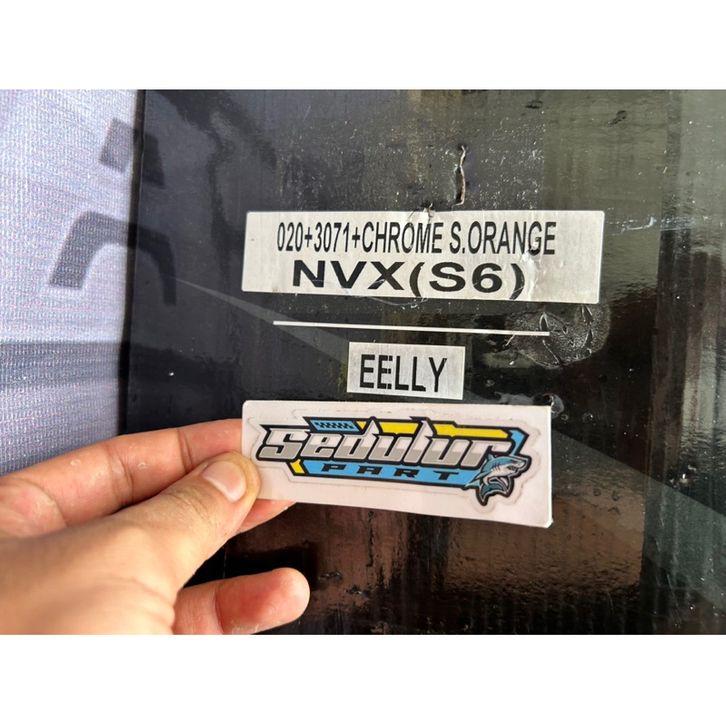 020+3071+CHROME S.ORANGE
NVX(S6)
EELLY
Sedulur
PART